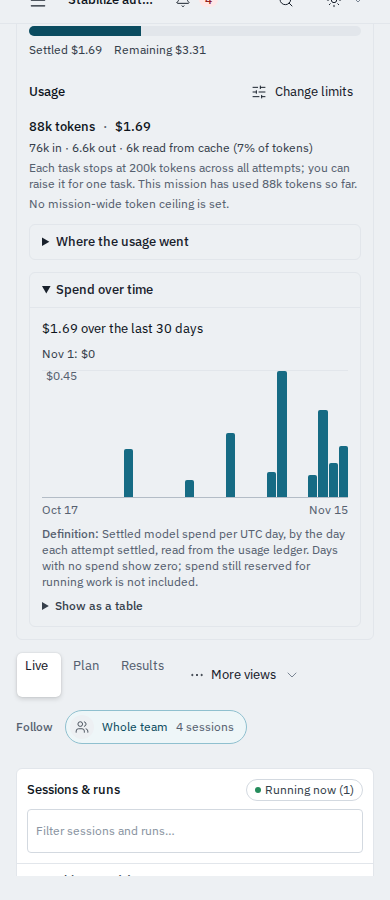 Stabilize aut...
4
Settled $1.69 Remaining $3.31
Usage
Change limits
88k tokens · $1.69
76k in · 6.6k out · 6k read from cache (7% of tokens in)
Each task stops at 200k tokens across all attempts; you can
raise it for one task. This mission has used 88k tokens so far.
No mission-wide token ceiling is set.
Where the usage went
Spend over time
$1.69 over the last 30 days
Nov 1: $0
$0.45
Oct 17 Nov 15
Definition: Settled model spend per UTC day, by the day
each attempt settled, read from the usage ledger. Days
with no spend show zero; spend still reserved for
running work is not included.
Show as a table
Live Plan Results ··· More views
Follow Whole team 4 sessions
Sessions & runs Running now (1)
Filter sessions and runs...